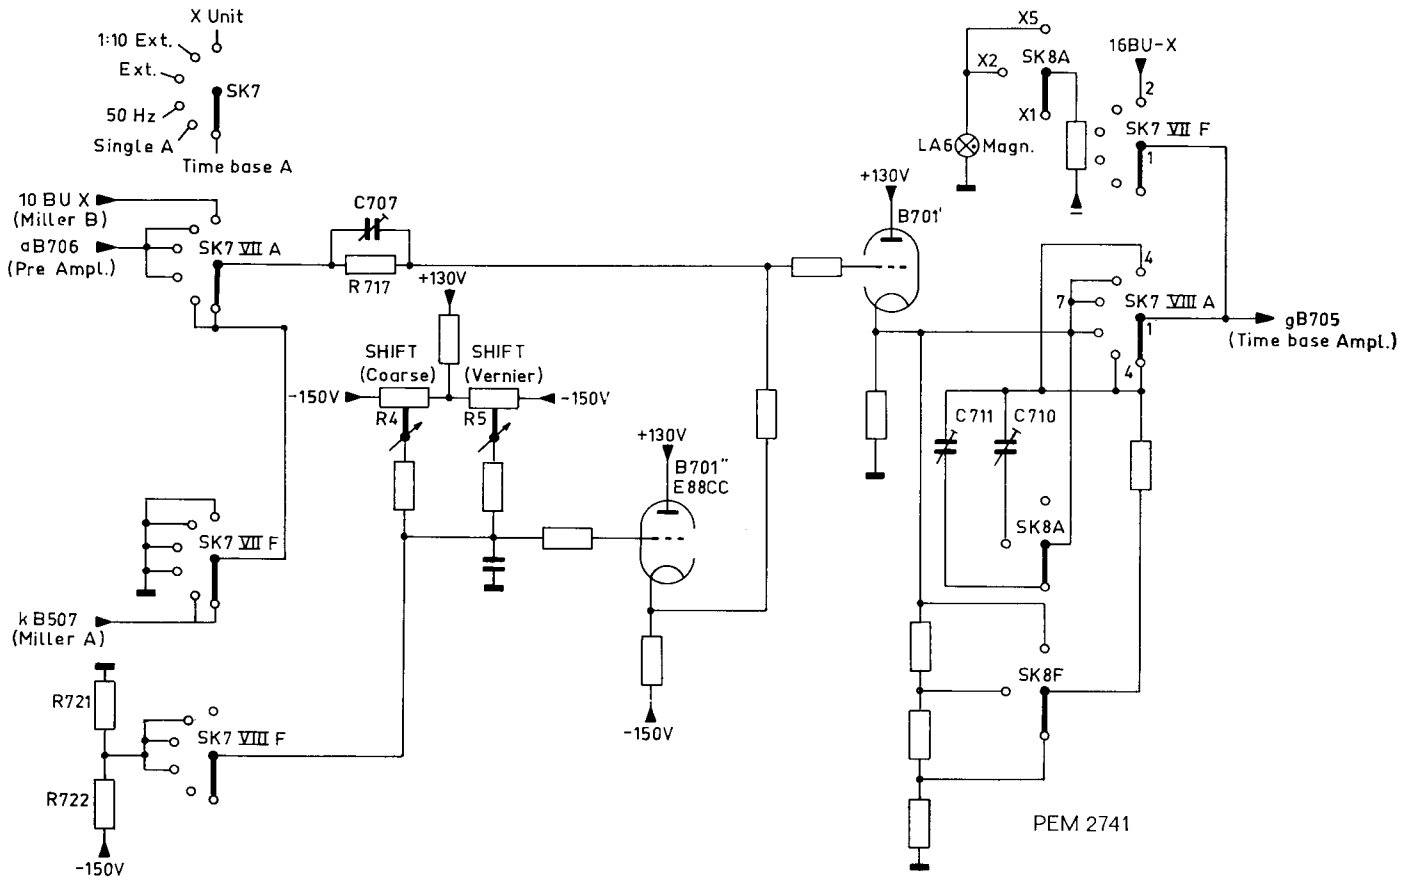 X Unit
1:10 Ext.
Ext.
SK7
50 Hz
Single A
Time base A
X5
X2
SK8A
X1
LA6
Magn.
16BU-X
2
SK7 VII F
1
10 BU X
(Miller B)
aB706
(Pre Ampl.)
SK7 VII A
C707
R717
+130V
+130V
B701'
4
7
SK7 VIII A
1
4
gB705
(Time base Ampl.)
SHIFT
(Coarse)
SHIFT
(Vernier)
-150V
-150V
R4
R5
+130V
B701''
E88CC
C711
C710
SK8A
SK7 VII F
kB507
(Miller A)
R721
SK7 VIII F
R722
-150V
-150V
SK8F
PEM 2741